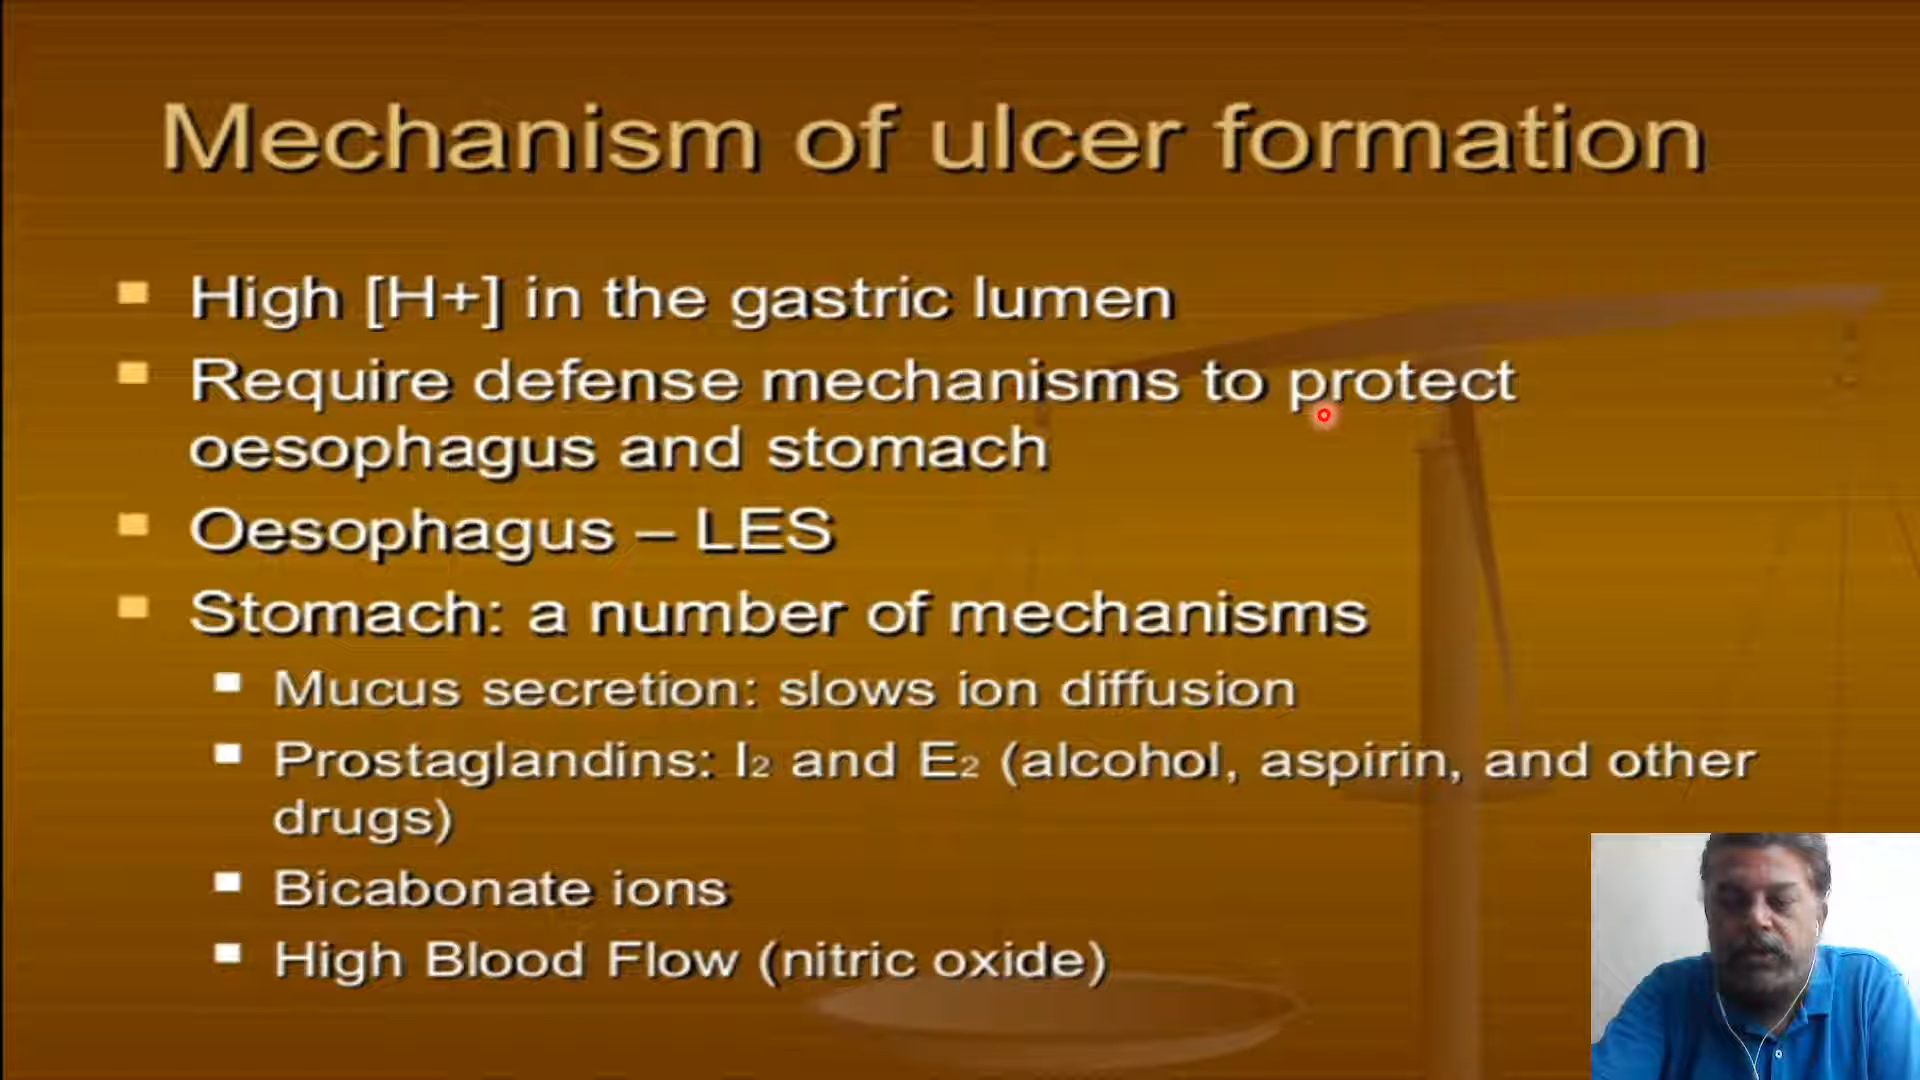 Mechanism of ulcer formation
High [H+] in the gastric lumen
Require defense mechanisms to protect
oesophagus and stomach
Oesophagus – LES
Stomach: a number of mechanisms
Mucus secretion: slows ion diffusion
Prostaglandins: I₂ and E₂ (alcohol, aspirin, and other
drugs)
Bicabonate ions
High Blood Flow (nitric oxide)